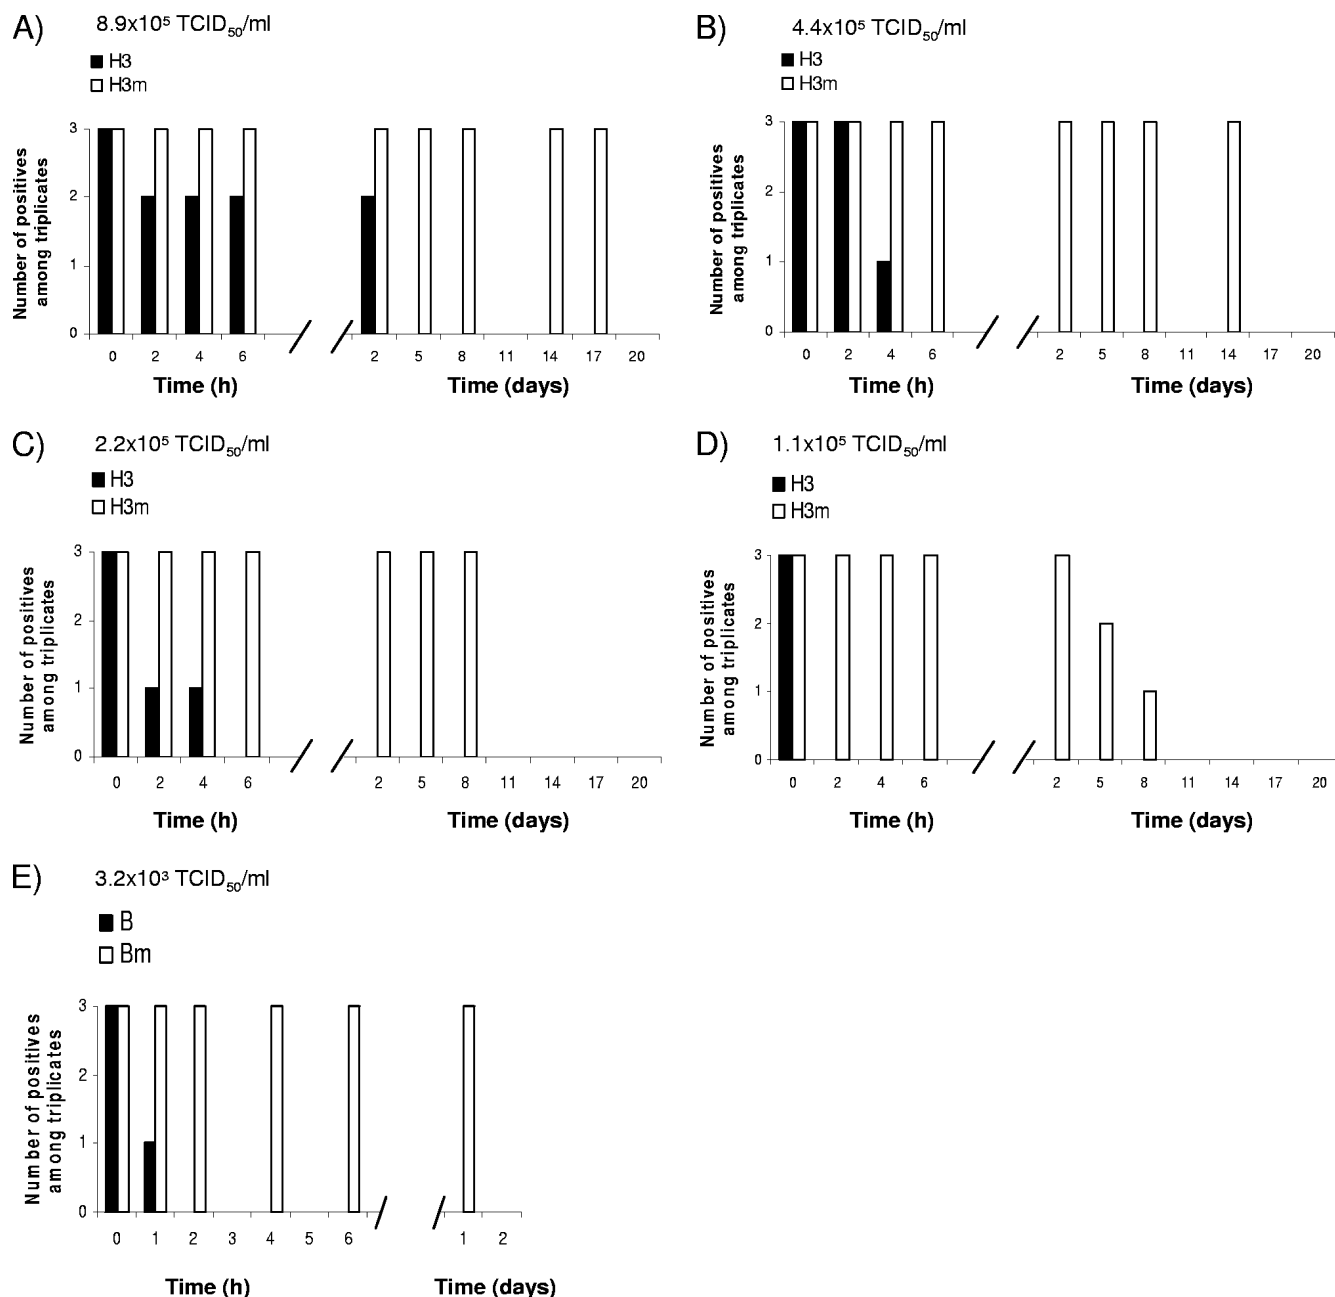 A)
8.9x10⁵ TCID₅₀/ml
H3
H3m
Number of positives
among triplicates
3
2
1
0
0 2 4 6 2 5 8 11 14 17 20
Time (h) Time (days)
B)
4.4x10⁵ TCID₅₀/ml
H3
H3m
Number of positives
among triplicates
3
2
1
0
0 2 4 6 2 5 8 11 14 17 20
Time (h) Time (days)
C)
2.2x10⁵ TCID₅₀/ml
H3
H3m
Number of positives
among triplicates
3
2
1
0
0 2 4 6 2 5 8 11 14 17 20
Time (h) Time (days)
D)
1.1x10⁵ TCID₅₀/ml
H3
H3m
Number of positives
among triplicates
3
2
1
0
0 2 4 6 2 5 8 11 14 17 20
Time (h) Time (days)
E)
3.2x10³ TCID₅₀/ml
B
Bm
Number of positives
among triplicates
3
2
1
0
0 1 2 3 4 5 6 1 2
Time (h) Time (days)